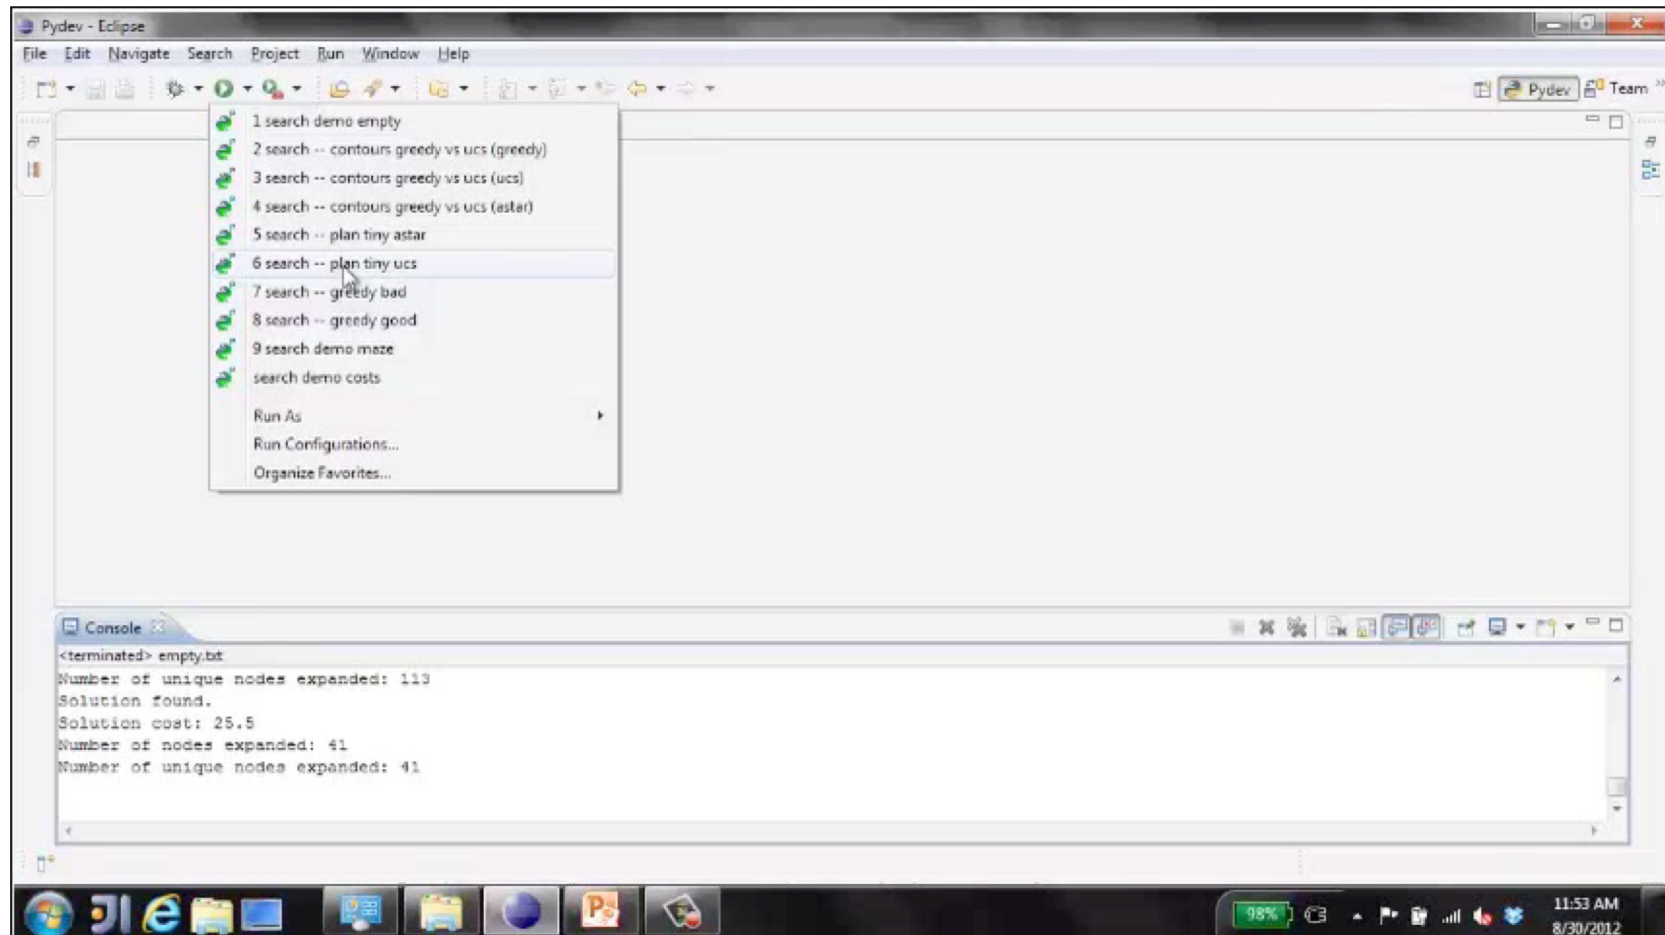 Pydev - Eclipse
File Edit Navigate Search Project Run Window Help
Pydev Team
1 search demo empty
2 search -- contours greedy vs ucs (greedy)
3 search -- contours greedy vs ucs (ucs)
4 search -- contours greedy vs ucs (astar)
5 search -- plan tiny astar
6 search -- plan tiny ucs
7 search -- greedy bad
8 search -- greedy good
9 search demo maze
search demo costs
Run As
Run Configurations...
Organize Favorites...
Console
<terminated> empty.txt
Number of unique nodes expanded: 113
Solution found.
Solution cost: 25.5
Number of nodes expanded: 41
Number of unique nodes expanded: 41
98%
11:53 AM
8/30/2012